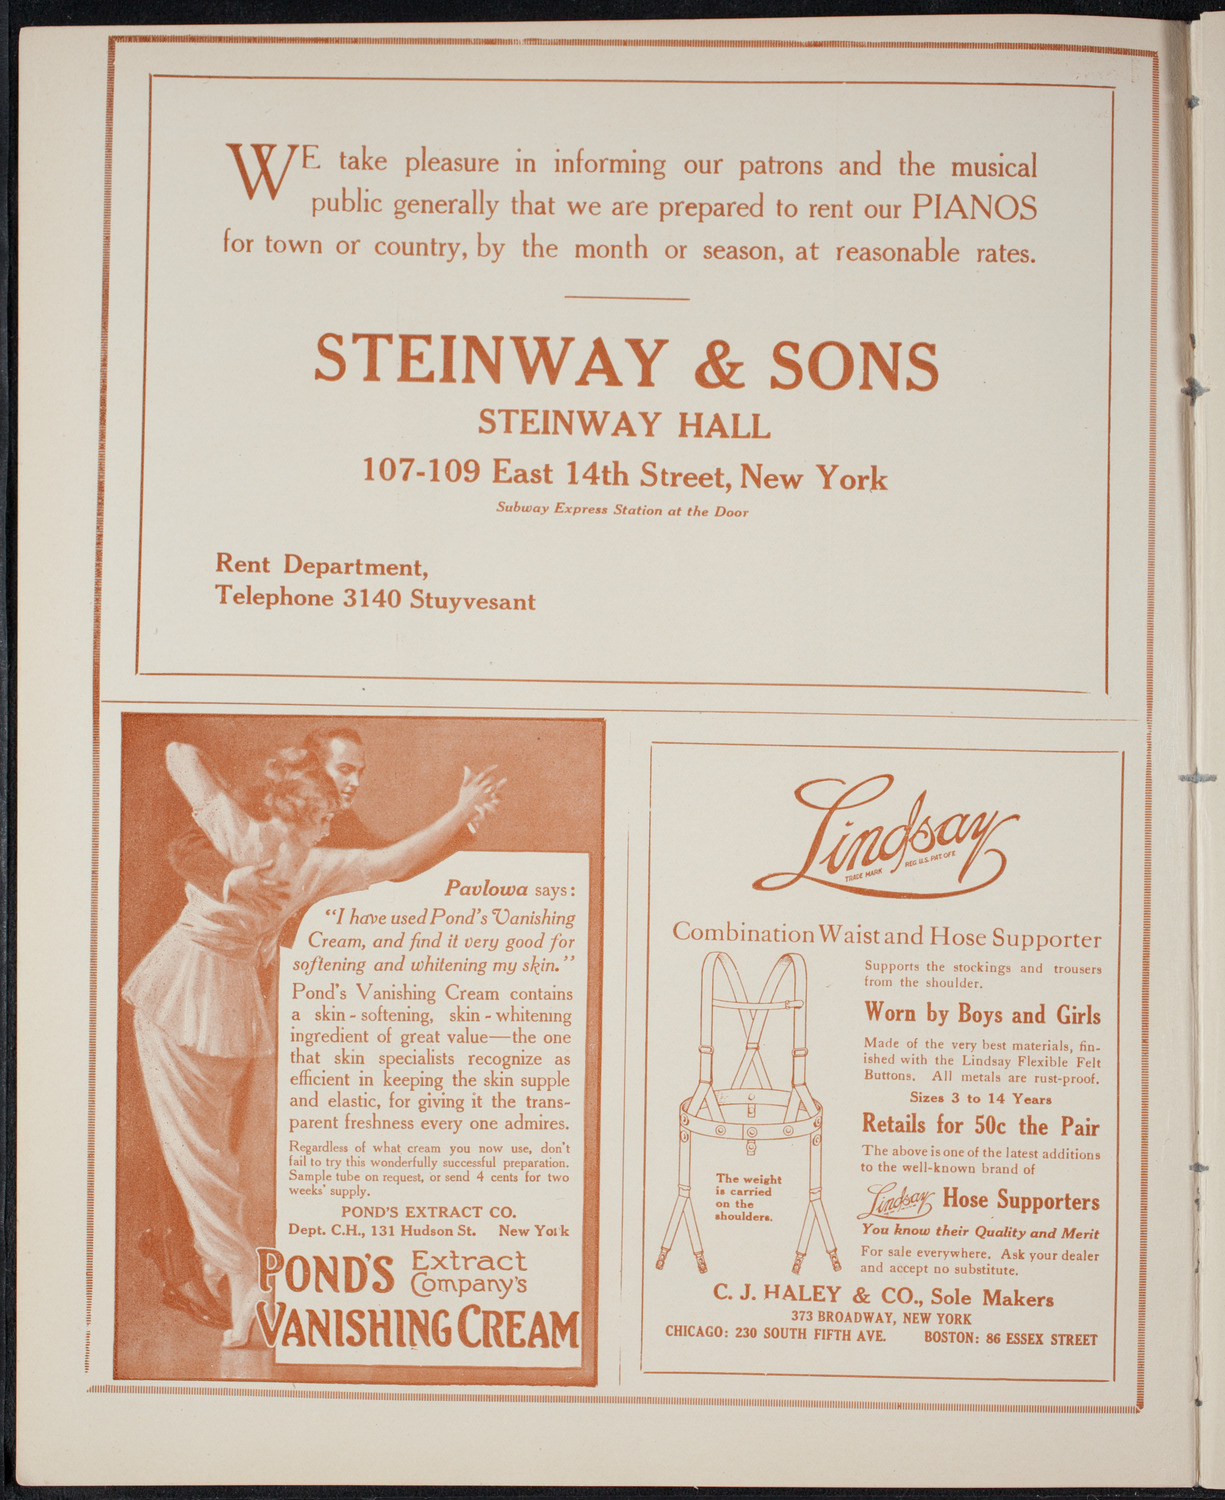 WE take pleasure in informing our patrons and the musical
public generally that we are prepared to rent our PIANOS
for town or country, by the month or season, at reasonable rates.
STEINWAY & SONS
STEINWAY HALL
107-109 East 14th Street, New York
Subway Express Station at the Door
Rent Department,
Telephone 3140 Stuyvesant
Pavlowa says:
"I have used Pond's Vanishing
Cream, and find it very good for
softening and whitening my skin."
Pond's Vanishing Cream contains
a skin-softening, skin-whitening
ingredient of great value—the one
that skin specialists recognize as
efficient in keeping the skin supple
and elastic, for giving it the trans-
parent freshness every one admires.
Regardless of what cream you now use, don't
fail to try this wonderfully successful preparation.
Sample tube on request, or send 4 cents for two
weeks' supply.
POND'S EXTRACT CO.
Dept. C.H., 131 Hudson St. New York
POND'S Extract
Company's
VANISHING CREAM
Lindsay
TRADE MARK REG. U.S. PAT. OFF.
Combination Waist and Hose Supporter
Supports the stockings and trousers
from the shoulder.
Worn by Boys and Girls
Made of the very best materials, fin-
ished with the Lindsay Flexible Felt
Buttons. All metals are rust-proof.
Sizes 3 to 14 Years
Retails for 50c the Pair
The above is one of the latest additions
to the well-known brand of
Lindsay Hose Supporters
You know their Quality and Merit
For sale everywhere. Ask your dealer
and accept no substitute.
The weight
is carried
on the
shoulders.
C. J. HALEY & CO., Sole Makers
373 BROADWAY, NEW YORK
CHICAGO: 230 SOUTH FIFTH AVE. BOSTON: 86 ESSEX STREET